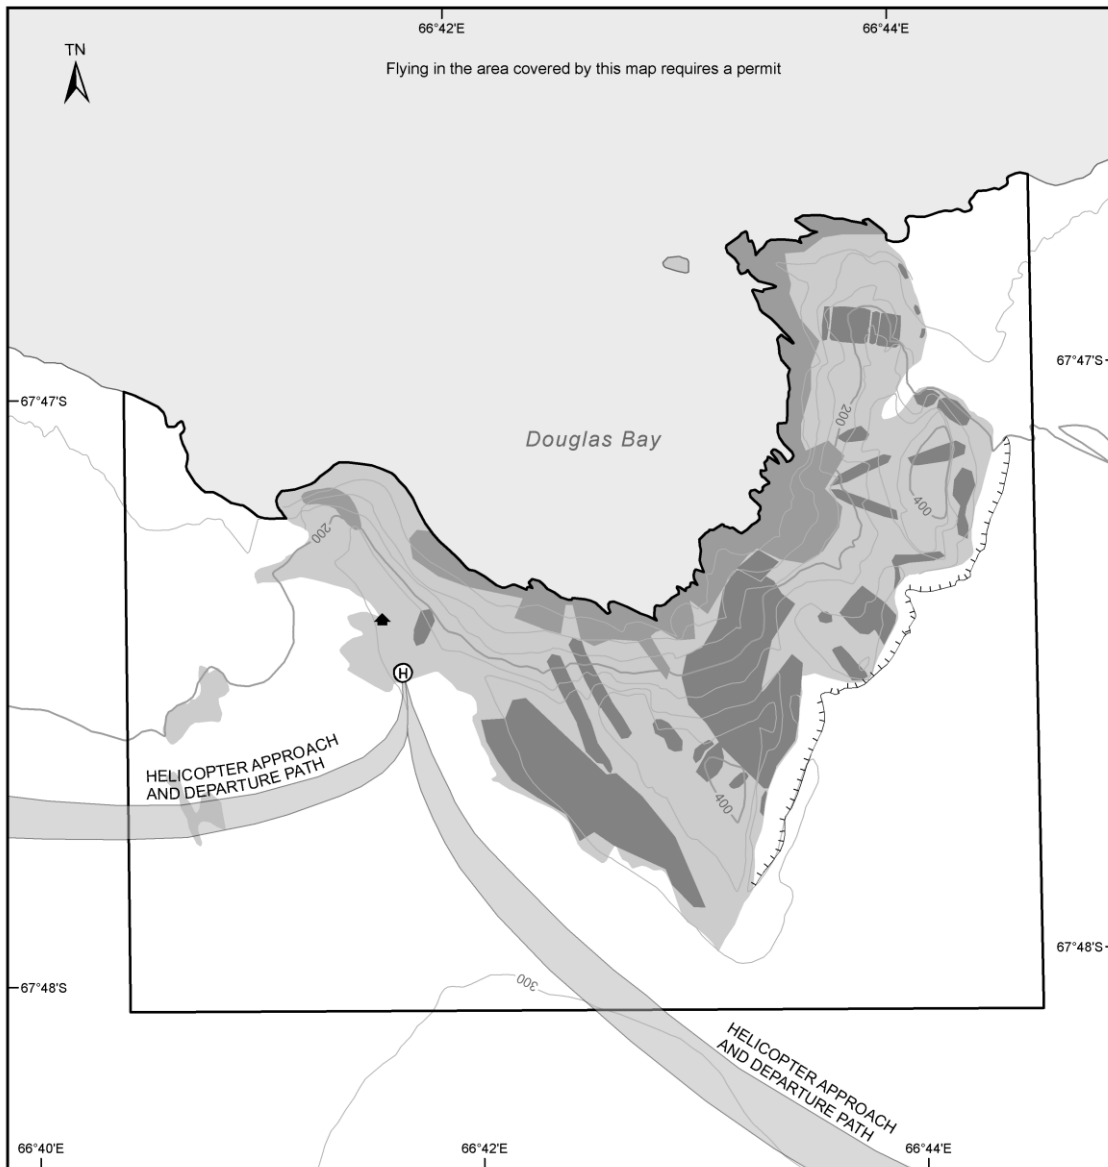 66°42'E
66°44'E
TN
Flying in the area covered by this map requires a permit
67°47'S
67°47'S
200
Douglas Bay
400
200
HELICOPTER APPROACH
AND DEPARTURE PATH
H
400
67°48'S
67°48'S
300
HELICOPTER APPROACH
AND DEPARTURE PATH
66°40'E
66°42'E
66°44'E